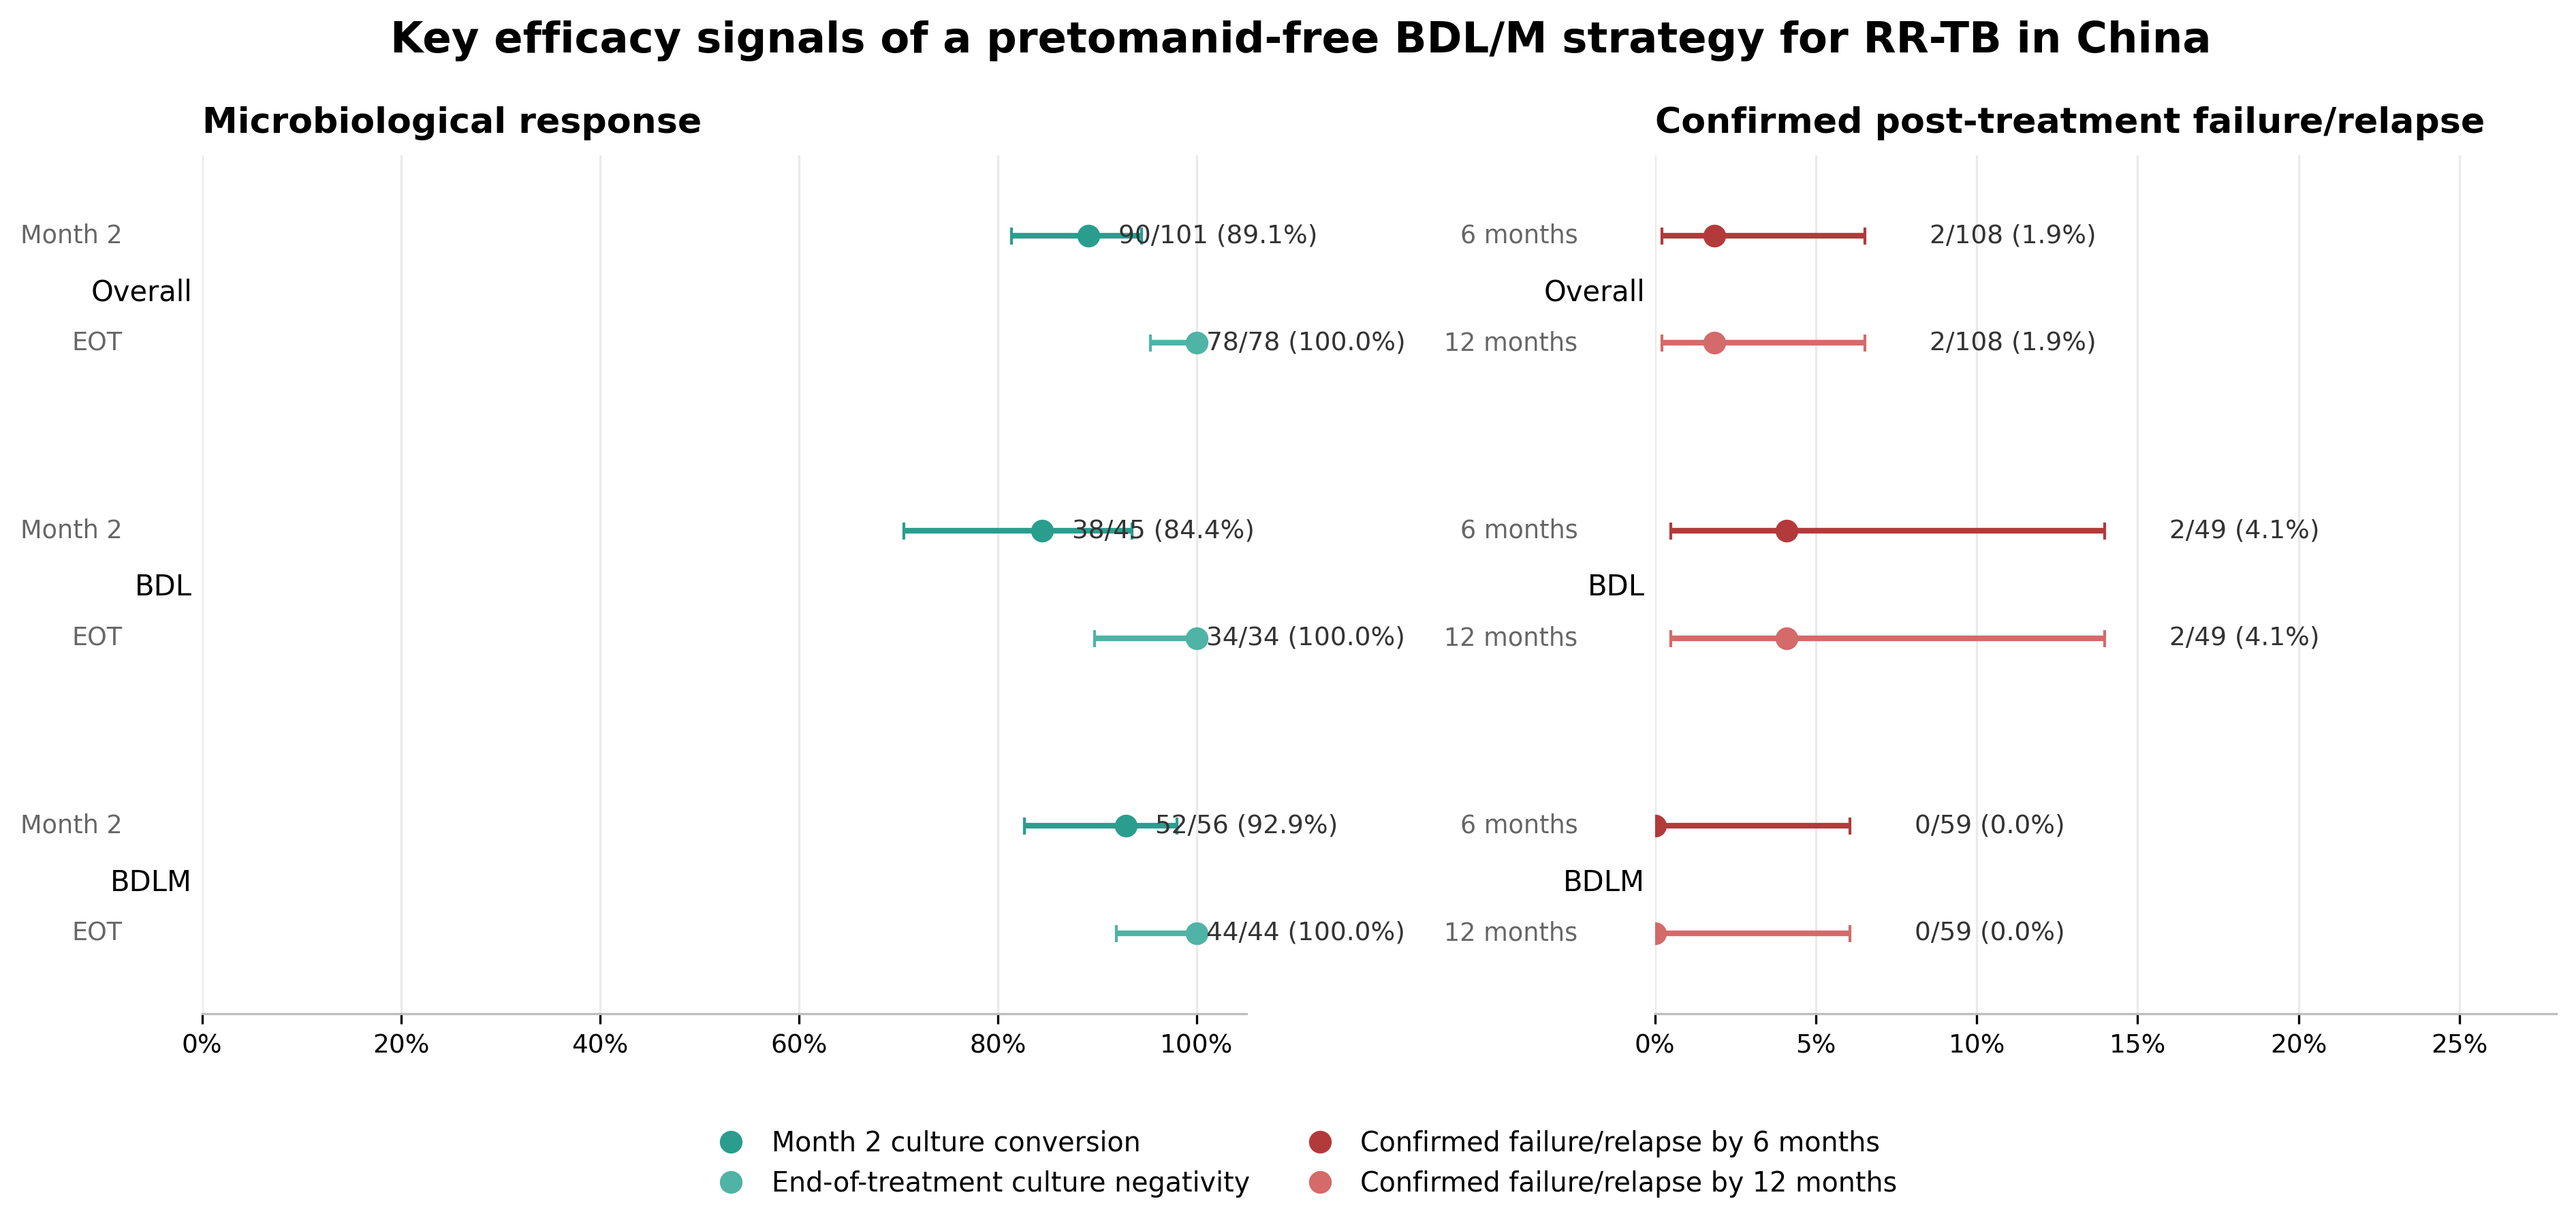 Key efficacy signals of a pretomanid-free BDL/M strategy for RR-TB in China
Microbiological response
Month 2
90/101 (89.1%)
Overall
EOT
78/78 (100.0%)
Month 2
38/45 (84.4%)
BDL
EOT
34/34 (100.0%)
Month 2
52/56 (92.9%)
BDLM
EOT
44/44 (100.0%)
0%
20%
40%
60%
80%
100%
Confirmed post-treatment failure/relapse
6 months
2/108 (1.9%)
Overall
12 months
2/108 (1.9%)
6 months
2/49 (4.1%)
BDL
12 months
2/49 (4.1%)
6 months
0/59 (0.0%)
BDLM
12 months
0/59 (0.0%)
0%
5%
10%
15%
20%
25%
Month 2 culture conversion
End-of-treatment culture negativity
Confirmed failure/relapse by 6 months
Confirmed failure/relapse by 12 months